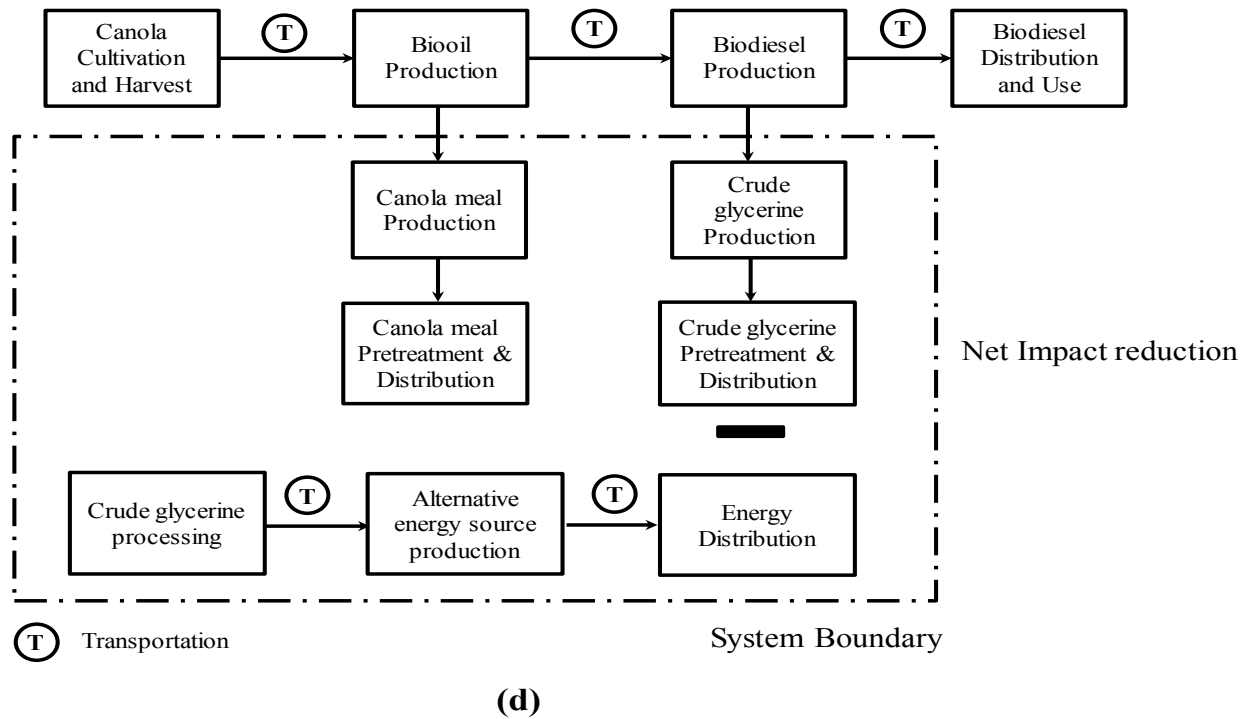 Canola
Cultivation
and Harvest
T
Biooil
Production
T
Biodiesel
Production
T
Biodiesel
Distribution
and Use
Canola meal
Production
Crude
glycerine
Production
Canola meal
Pretreatment &
Distribution
Crude glycerine
Pretreatment &
Distribution
Net Impact reduction
Crude glycerine
processing
T
Alternative
energy source
production
T
Energy
Distribution
T Transportation
System Boundary
(d)